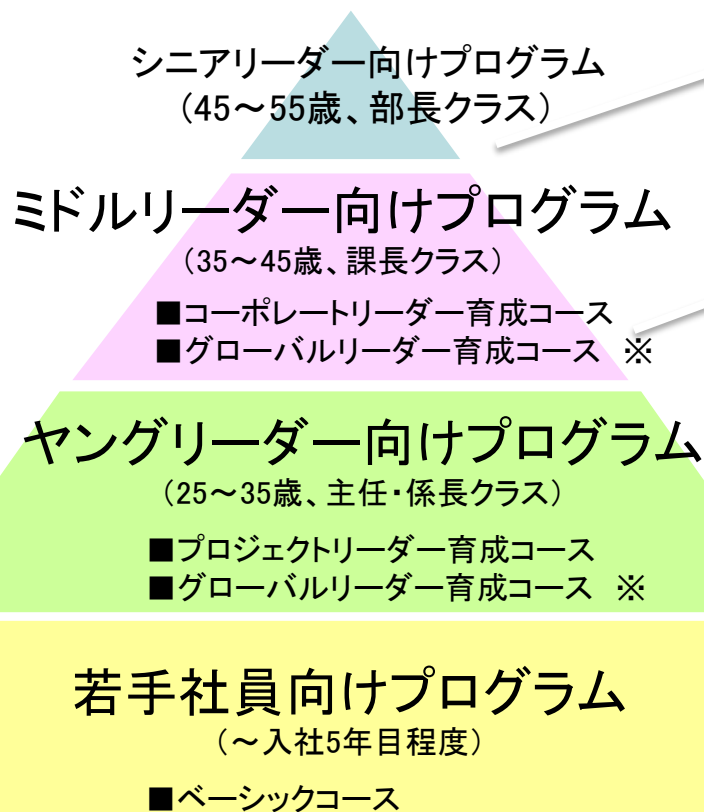 シニアリーダー向けプログラム
（45～55歳、部長クラス）
ミドルリーダー向けプログラム
（35～45歳、課長クラス）
■コーポレートリーダー育成コース
■グローバルリーダー育成コース ※
ヤングリーダー向けプログラム
（25～35歳、主任・係長クラス）
■プロジェクトリーダー育成コース
■グローバルリーダー育成コース ※
若手社員向けプログラム
（～入社5年目程度）
■ベーシックコース